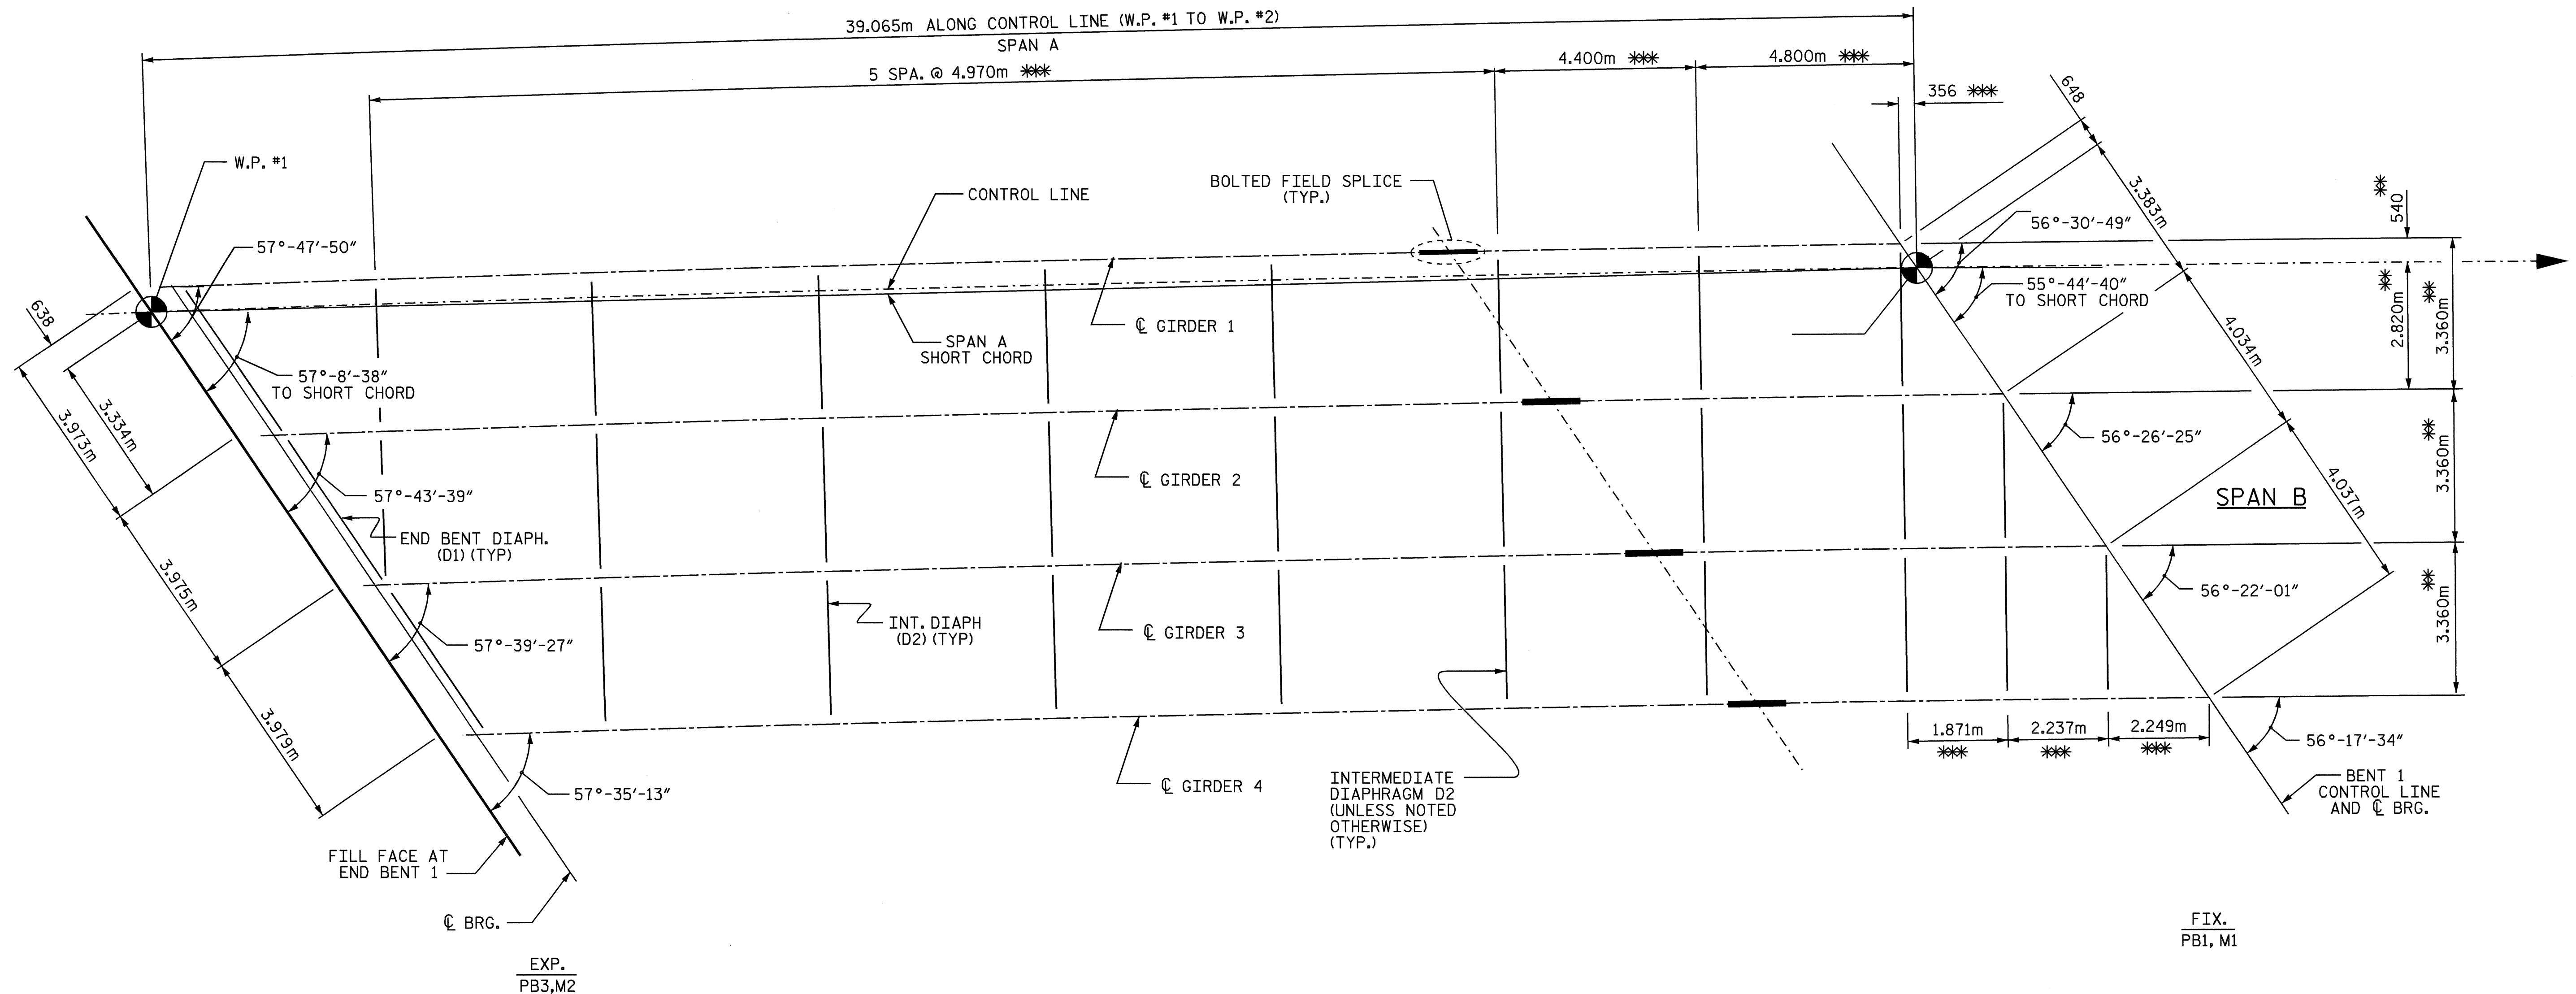 39.065m ALONG CONTROL LINE (W.P. #1 TO W.P. #2)
SPAN A
5 SPA. @ 4.970m ***
4.400m ***
4.800m ***
356 ***
648
W.P. #1
CONTROL LINE
BOLTED FIELD SPLICE
(TYP.)
3.383m
**
540
57°-47'-50"
56°-30'-49"
55°-44'-40"
TO SHORT CHORD
**
2.820m
**
3.360m
638
℄ GIRDER 1
SPAN A
SHORT CHORD
4.034m
57°-8'-38"
TO SHORT CHORD
3.334m
3.973m
℄ GIRDER 2
56°-26'-25"
**
3.360m
57°-43'-39"
4.037m
SPAN B
END BENT DIAPH.
(D1) (TYP)
3.975m
INT. DIAPH
(D2) (TYP)
℄ GIRDER 3
56°-22'-01"
**
3.360m
57°-39'-27"
3.979m
1.871m
***
2.237m
***
2.249m
***
56°-17'-34"
57°-35'-13"
℄ GIRDER 4
INTERMEDIATE
DIAPHRAGM D2
(UNLESS NOTED
OTHERWISE)
(TYP.)
BENT 1
CONTROL LINE
AND ℄ BRG.
FILL FACE AT
END BENT 1
℄ BRG.
FIX.
PB1, M1
EXP.
PB3,M2